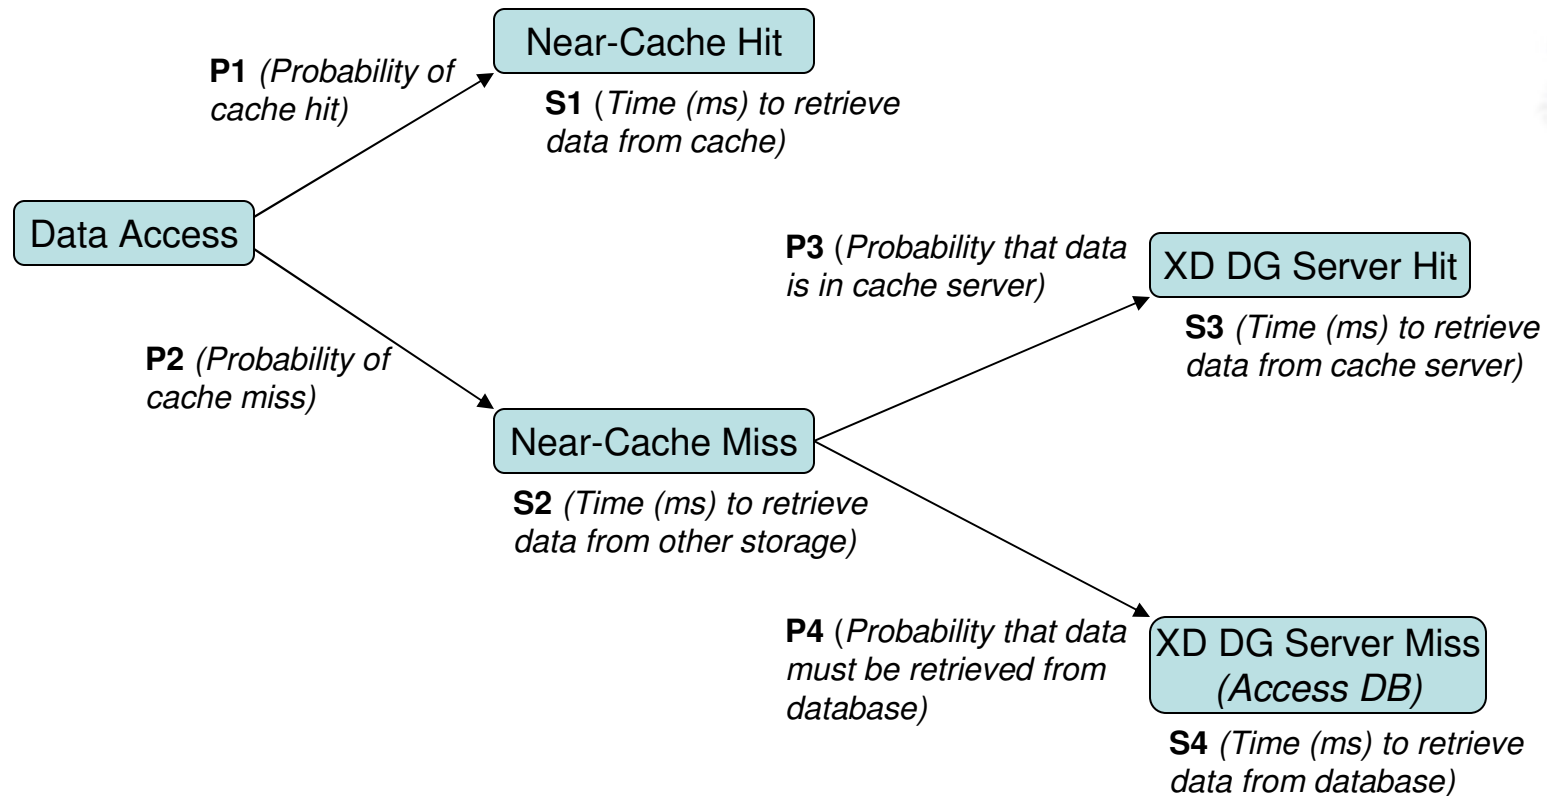 Near-Cache Hit
P1 (Probability of
cache hit)
S1 (Time (ms) to retrieve
data from cache)
Data Access
P3 (Probability that data
is in cache server)
XD DG Server Hit
S3 (Time (ms) to retrieve
data from cache server)
P2 (Probability of
cache miss)
Near-Cache Miss
S2 (Time (ms) to retrieve
data from other storage)
P4 (Probability that data
must be retrieved from
database)
XD DG Server Miss
(Access DB)
S4 (Time (ms) to retrieve
data from database)